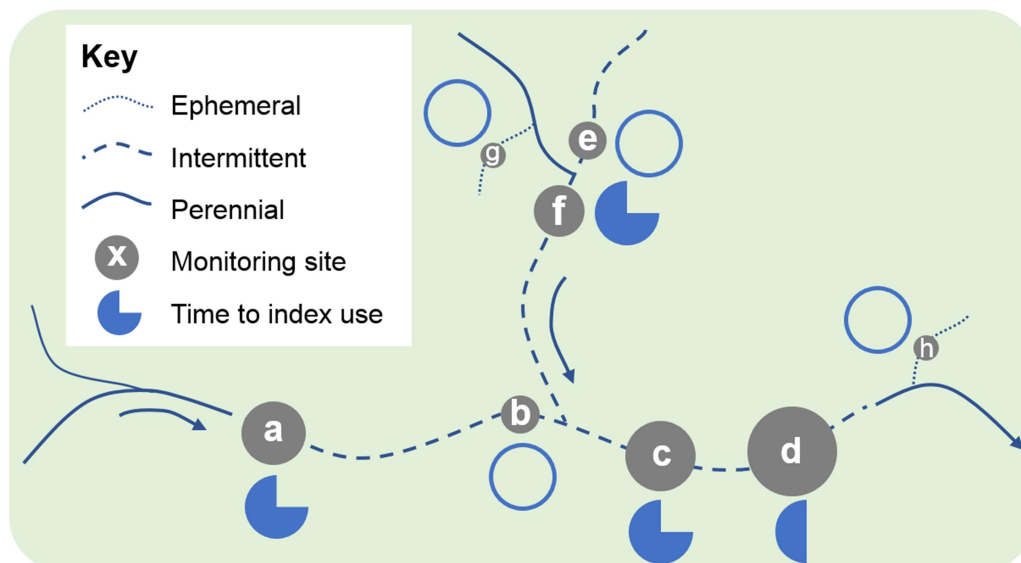 Key
Ephemeral
Intermittent
Perennial
x
Monitoring site
Time to index use
g
e
f
h
a
b
c
d